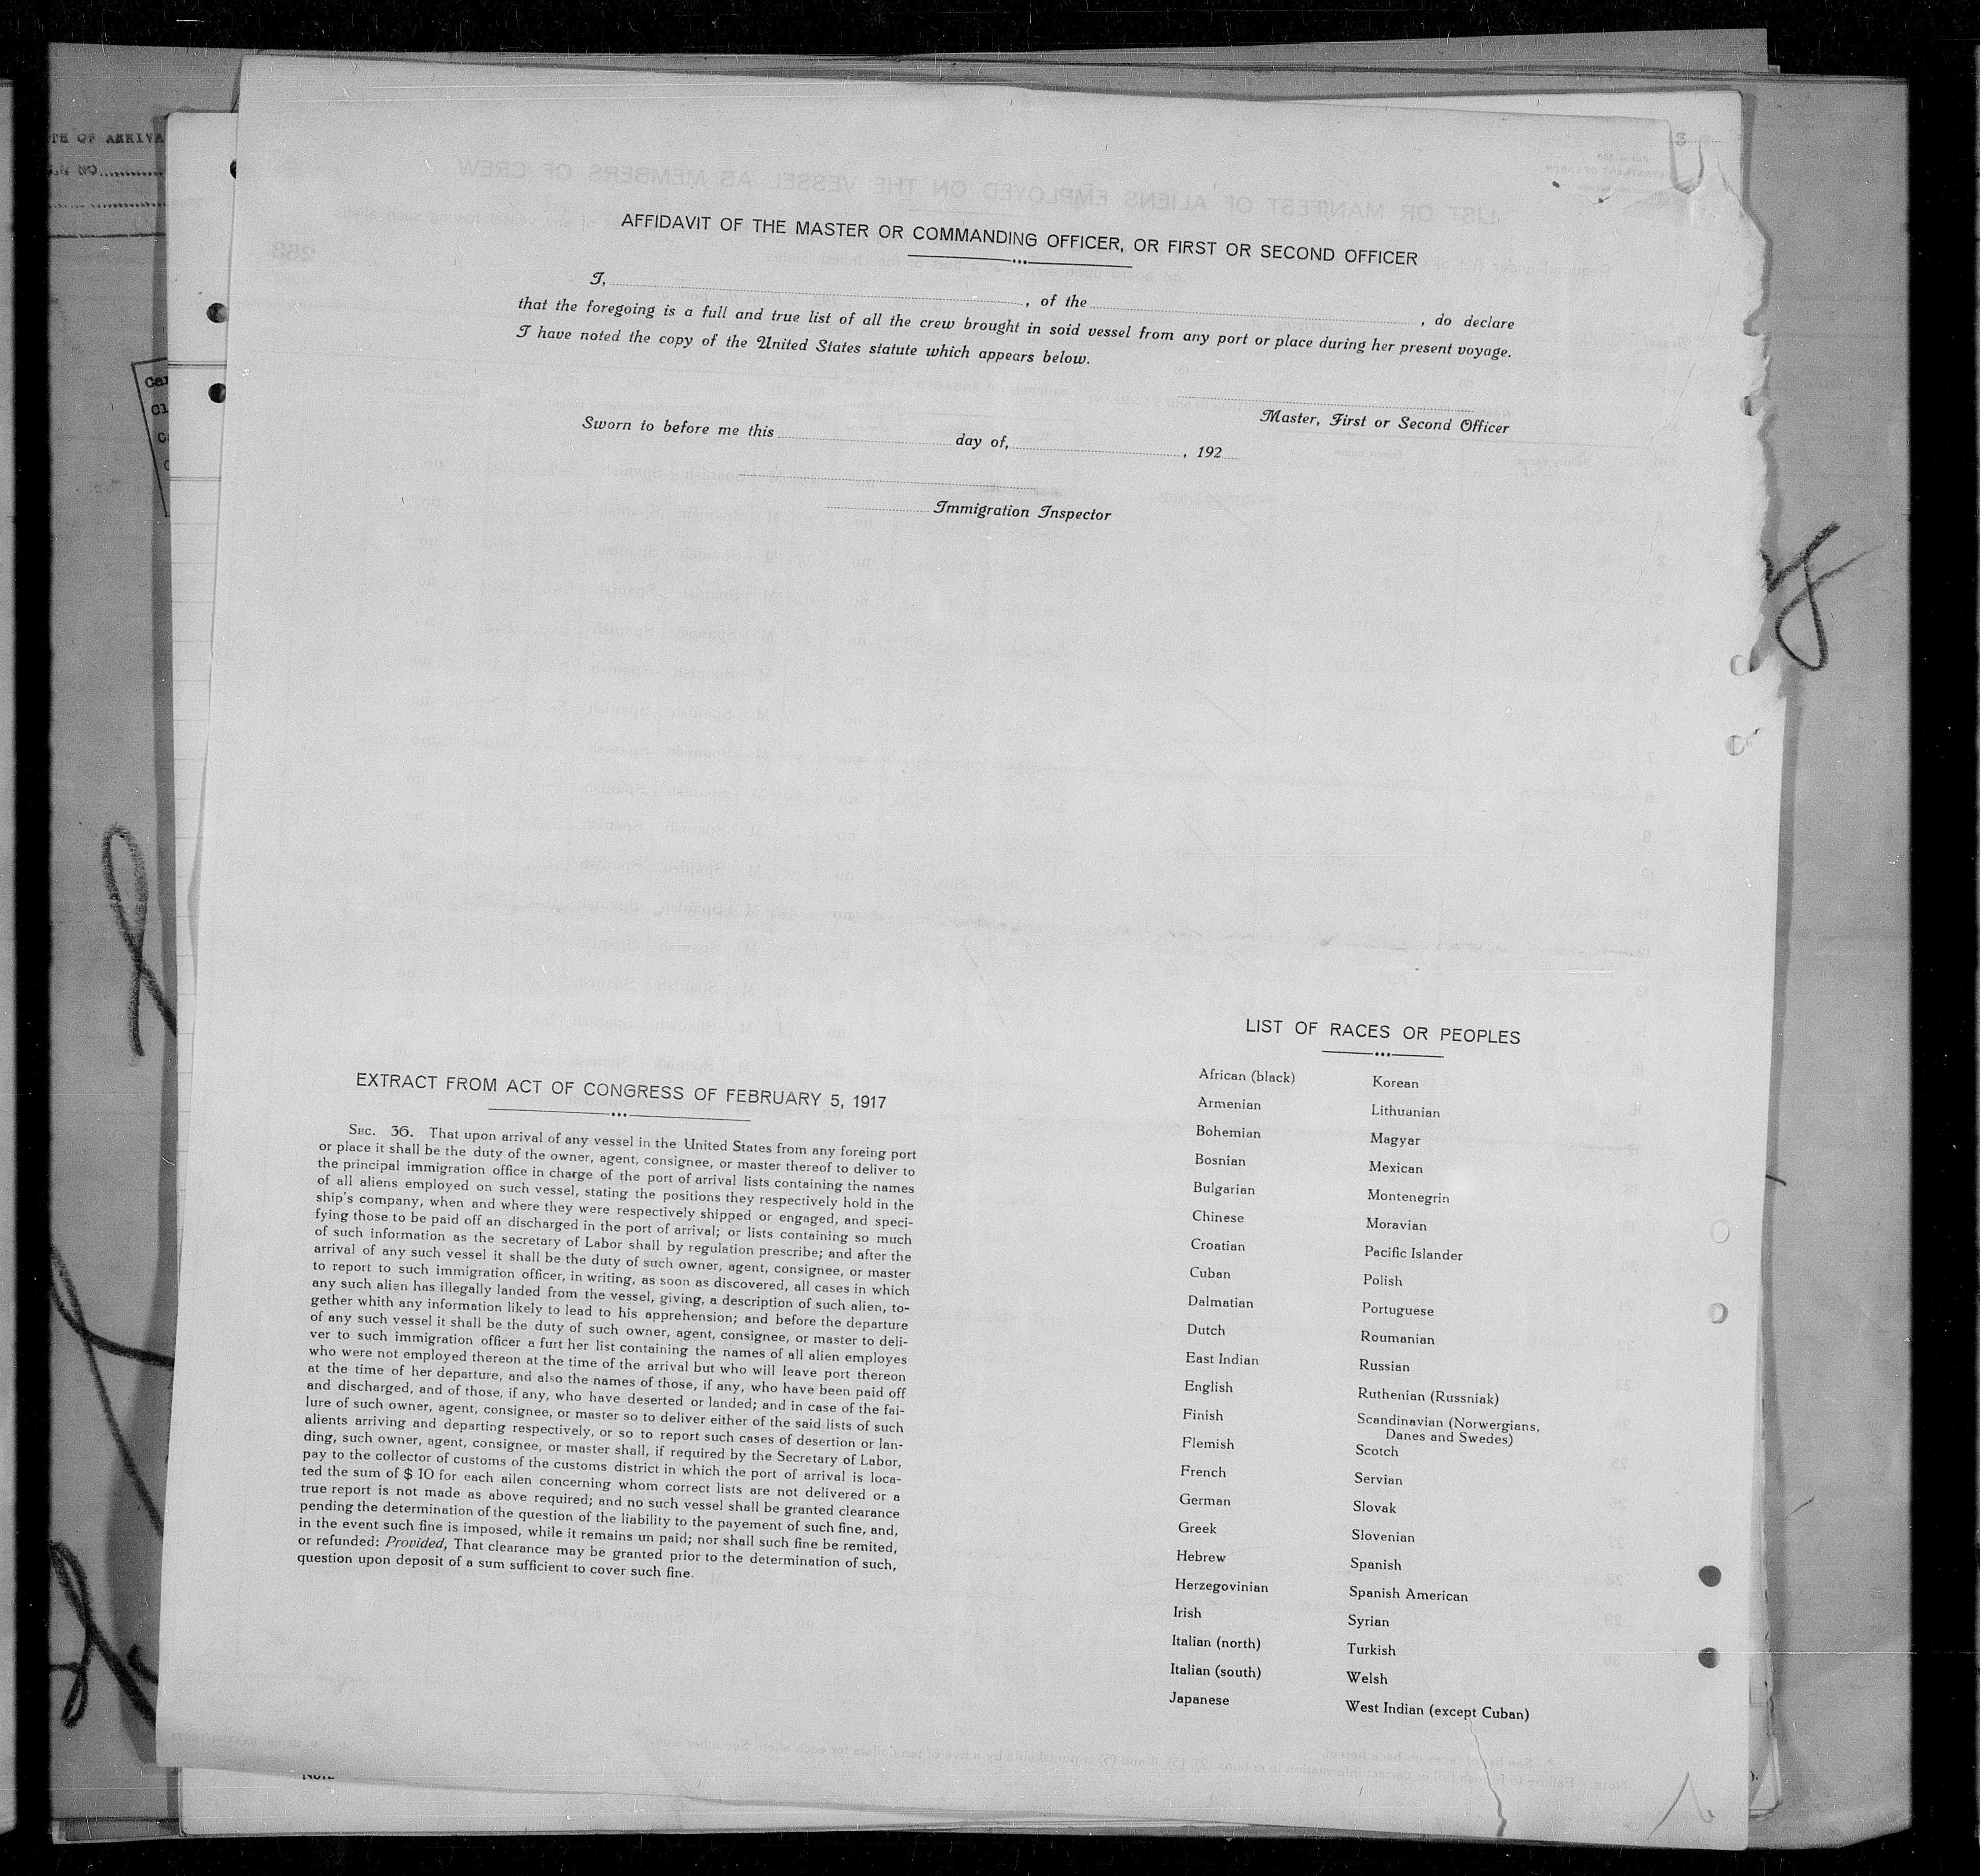 TE OF ARRIVA
AFFIDAVIT OF THE MASTER OR COMMANDING OFFICER, OR FIRST OR SECOND OFFICER
I, , of the , do declare
that the foregoing is a full and true list of all the crew brought in soid vessel from any port or place during her present voyage.
I have noted the copy of the United States statute which appears below.
Master, First or Second Officer
Sworn to before me this day of, , 192
Immigration Inspector
EXTRACT FROM ACT OF CONGRESS OF FEBRUARY 5, 1917
SEC. 36. That upon arrival of any vessel in the United States from any foreing port
or place it shall be the duty of the owner, agent, consignee, or master thereof to deliver to
the principal immigration office in charge of the port of arrival lists containing the names
of all aliens employed on such vessel, stating the positions they respectively hold in the
ship's company, when and where they were respectively shipped or engaged, and speci-
fying those to be paid off an discharged in the port of arrival; or lists containing so much
of such information as the secretary of Labor shall by regulation prescribe; and after the
arrival of any such vessel it shall be the duty of such owner, agent, consignee, or master
to report to such immigration officer, in writing, as soon as discovered, all cases in which
any such alien has illegally landed from the vessel, giving, a description of such alien, to-
gether whith any information likely to lead to his apprehension; and before the departure
of any such vessel it shall be the duty of such owner, agent, consignee, or master to deli-
ver to such immigration officer a furt her list containing the names of all alien employes
who were not employed thereon at the time of the arrival but who will leave port thereon
at the time of her departure, and also the names of those, if any, who have been paid off
and discharged, and of those, if any, who have deserted or landed; and in case of the fai-
lure of such owner, agent, consignee, or master so to deliver either of the said lists of such
alients arriving and departing respectively, or so to report such cases of desertion or lan-
ding, such owner, agent, consignee, or master shall, if required by the Secretary of Labor,
pay to the collector of customs of the customs district in which the port of arrival is loca-
ted the sum of $ 10 for each ailen concerning whom correct lists are not delivered or a
true report is not made as above required; and no such vessel shall be granted clearance
pending the determination of the question of the liability to the payement of such fine, and,
in the event such fine is imposed, while it remains un paid; nor shall such fine be remited,
or refunded: Provided, That clearance may be granted prior to the determination of such,
question upon deposit of a sum sufficient to cover such fine.
LIST OF RACES OR PEOPLES
African (black)
Armenian
Bohemian
Bosnian
Bulgarian
Chinese
Croatian
Cuban
Dalmatian
Dutch
East Indian
English
Finish
Flemish
French
German
Greek
Hebrew
Herzegovinian
Irish
Italian (north)
Italian (south)
Japanese
Korean
Lithuanian
Magyar
Mexican
Montenegrin
Moravian
Pacific Islander
Polish
Portuguese
Roumanian
Russian
Ruthenian (Russniak)
Scandinavian (Norwergians,
Danes and Swedes)
Scotch
Servian
Slovak
Slovenian
Spanish
Spanish American
Syrian
Turkish
Welsh
West Indian (except Cuban)